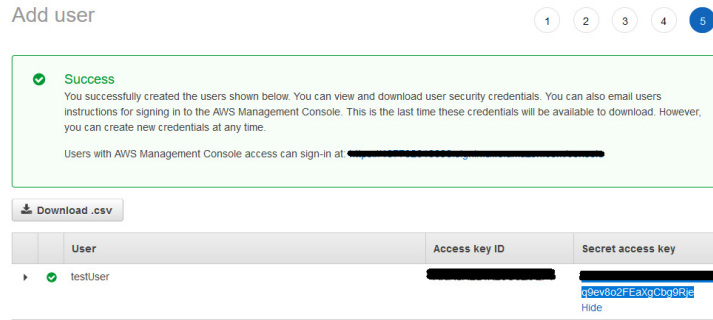 Add user
1 2 3 4 5
Success
You successfully created the users shown below. You can view and download user security credentials. You can also email users
instructions for signing in to the AWS Management Console. This is the last time these credentials will be available to download. However,
you can create new credentials at any time.
Users with AWS Management Console access can sign-in at:
Download .csv
User Access key ID Secret access key
testUser
q9ev8o2FEaXgCbg9Rje
Hide